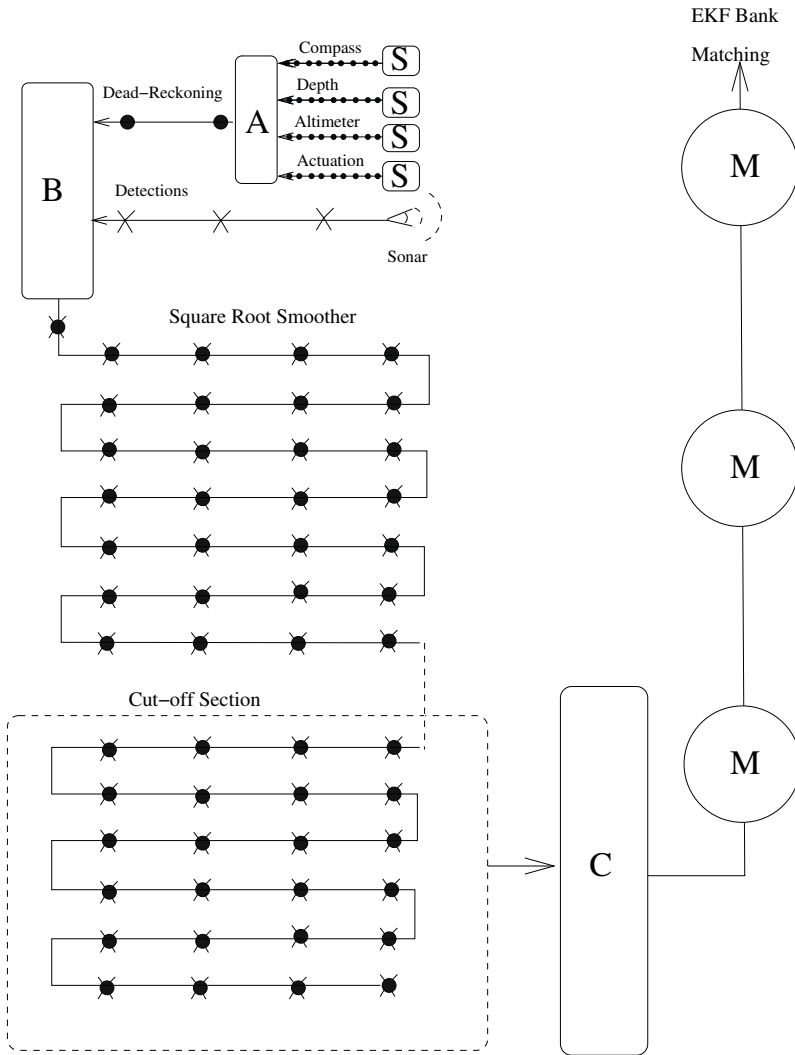 EKF Bank
Matching
Compass
S
Depth
S
Dead-Reckoning
A
Altimeter
S
Actuation
S
B
Detections
Sonar
M
Square Root Smoother
M
Cut-off Section
M
C